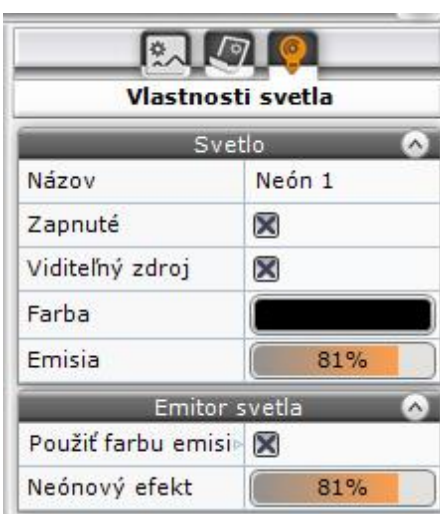 Vlastnosti svetla
Svetlo
Názov Neón 1
Zapnuté
Viditeľný zdroj
Farba
Emisia 81%
Emitor svetla
Použiť farbu emisi
Neónový efekt 81%